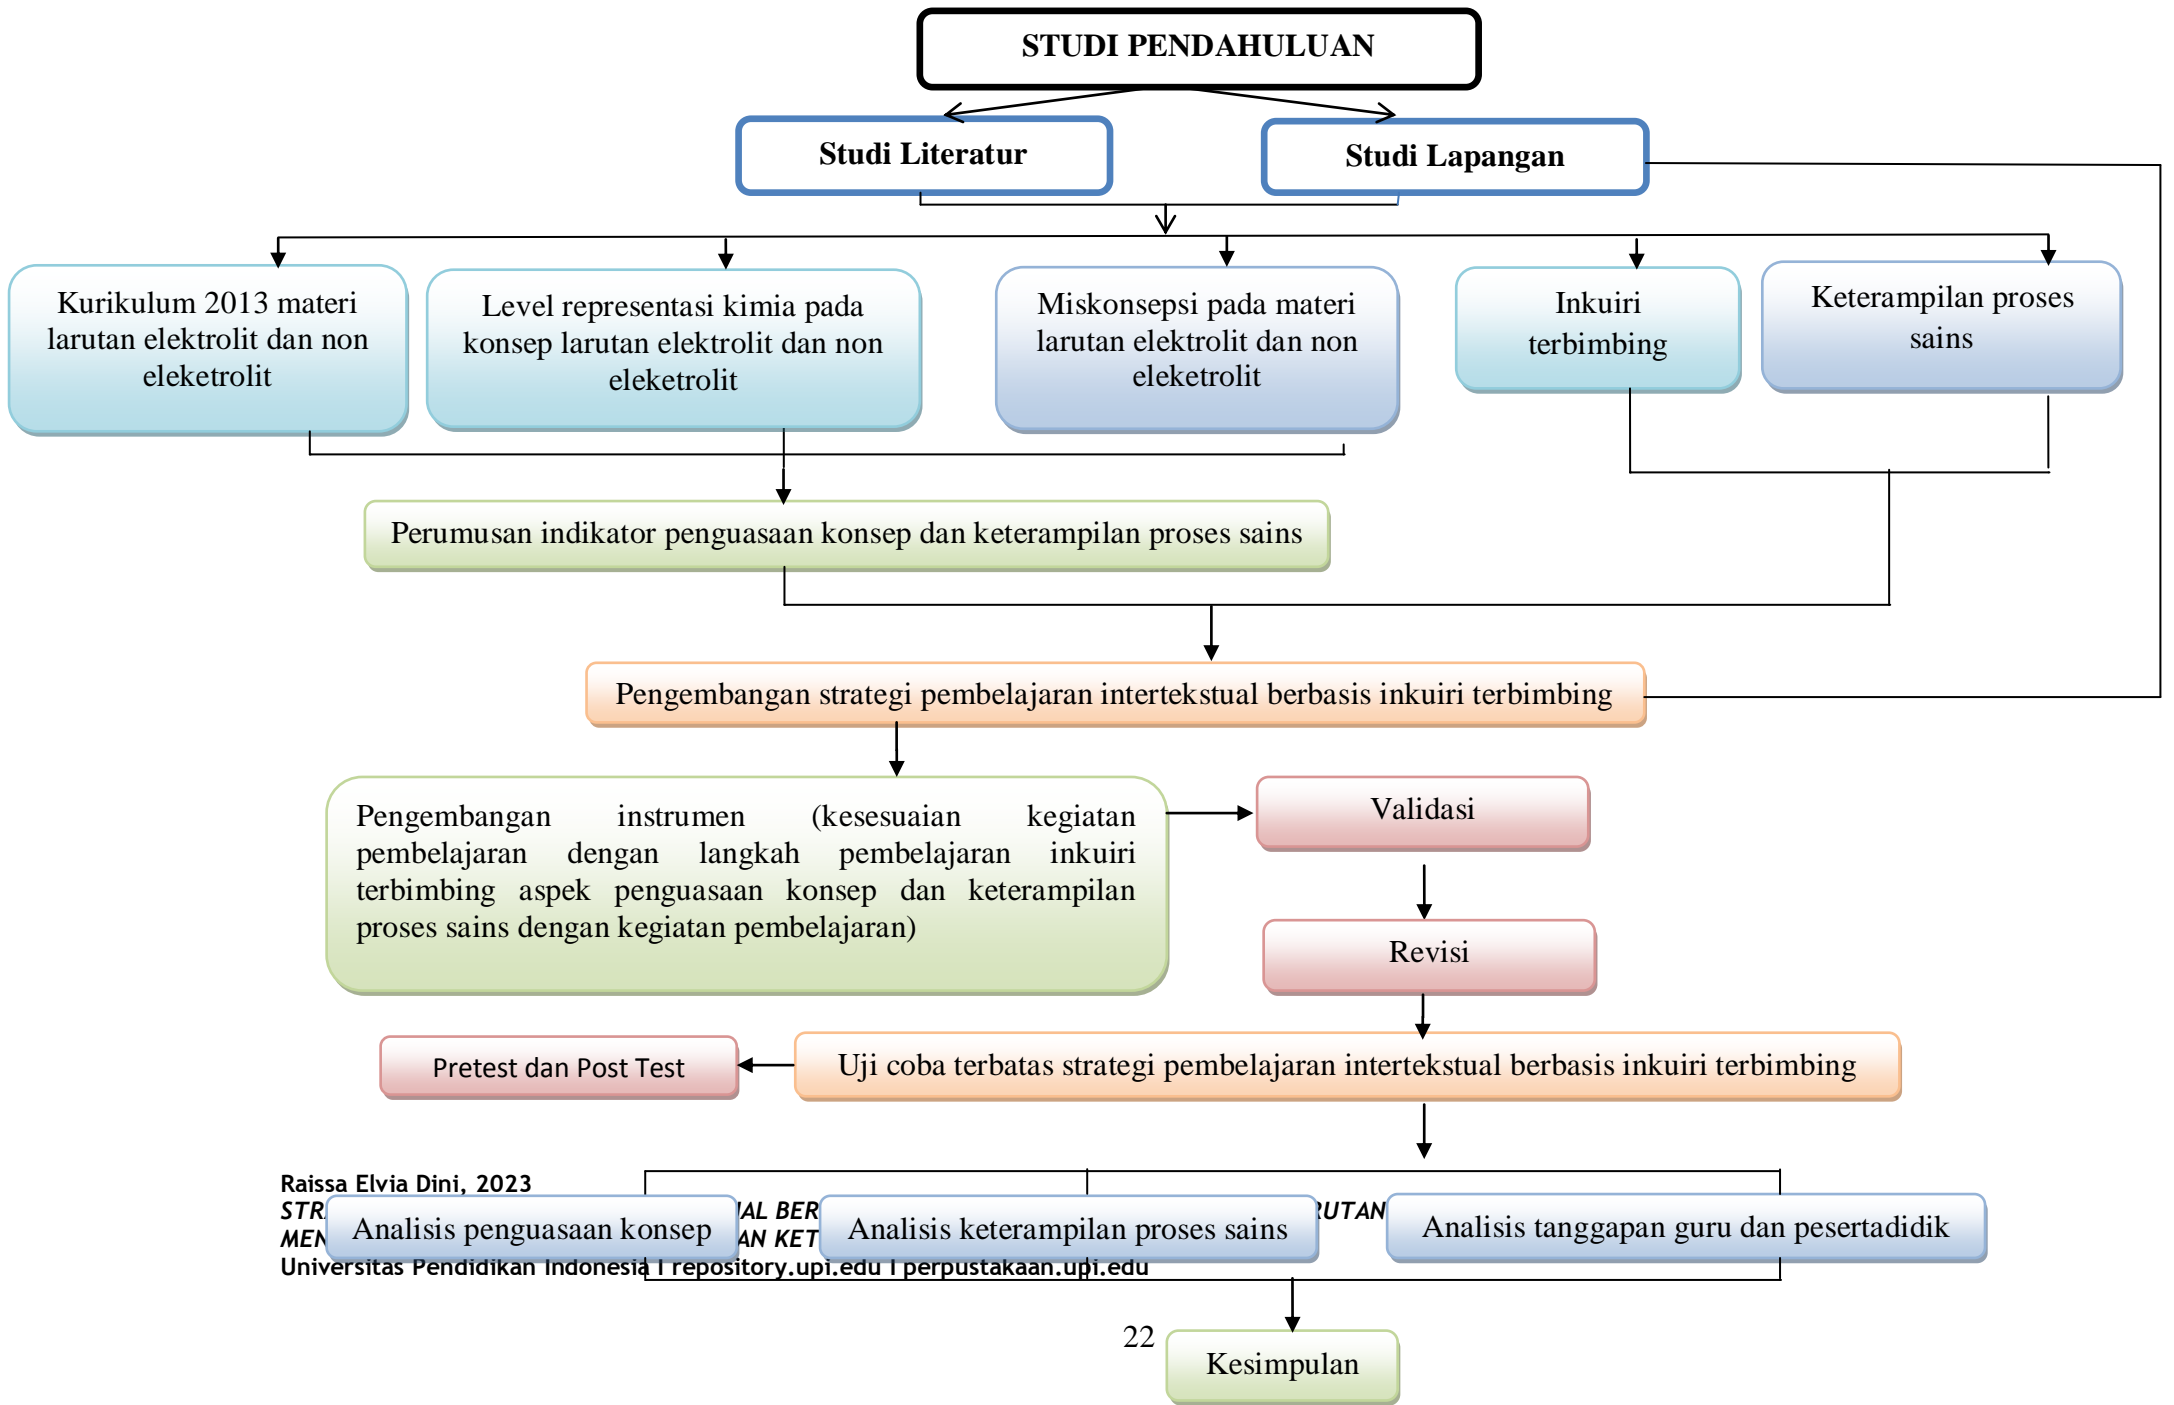 STUDI PENDAHULUAN
Studi Literatur
Studi Lapangan
Kurikulum 2013 materi
larutan elektrolit dan non
eleketrolit
Level representasi kimia pada
konsep larutan elektrolit dan non
eleketrolit
Miskonsepsi pada materi
larutan elektrolit dan non
eleketrolit
Inkuiri
terbimbing
Keterampilan proses
sains
Perumusan indikator penguasaan konsep dan keterampilan proses sains
Pengembangan strategi pembelajaran intertekstual berbasis inkuiri terbimbing
Pengembangan instrumen (kesesuaian kegiatan
pembelajaran dengan langkah pembelajaran inkuiri
terbimbing aspek penguasaan konsep dan keterampilan
proses sains dengan kegiatan pembelajaran)
Validasi
Revisi
Pretest dan Post Test
Uji coba terbatas strategi pembelajaran intertekstual berbasis inkuiri terbimbing
Raissa Elvia Dini, 2023
Analisis penguasaan konsep
Analisis keterampilan proses sains
Analisis tanggapan guru dan pesertadidik
Universitas Pendidikan Indonesia I repository.upi.edu I perpustakaan.upi.edu
22
Kesimpulan